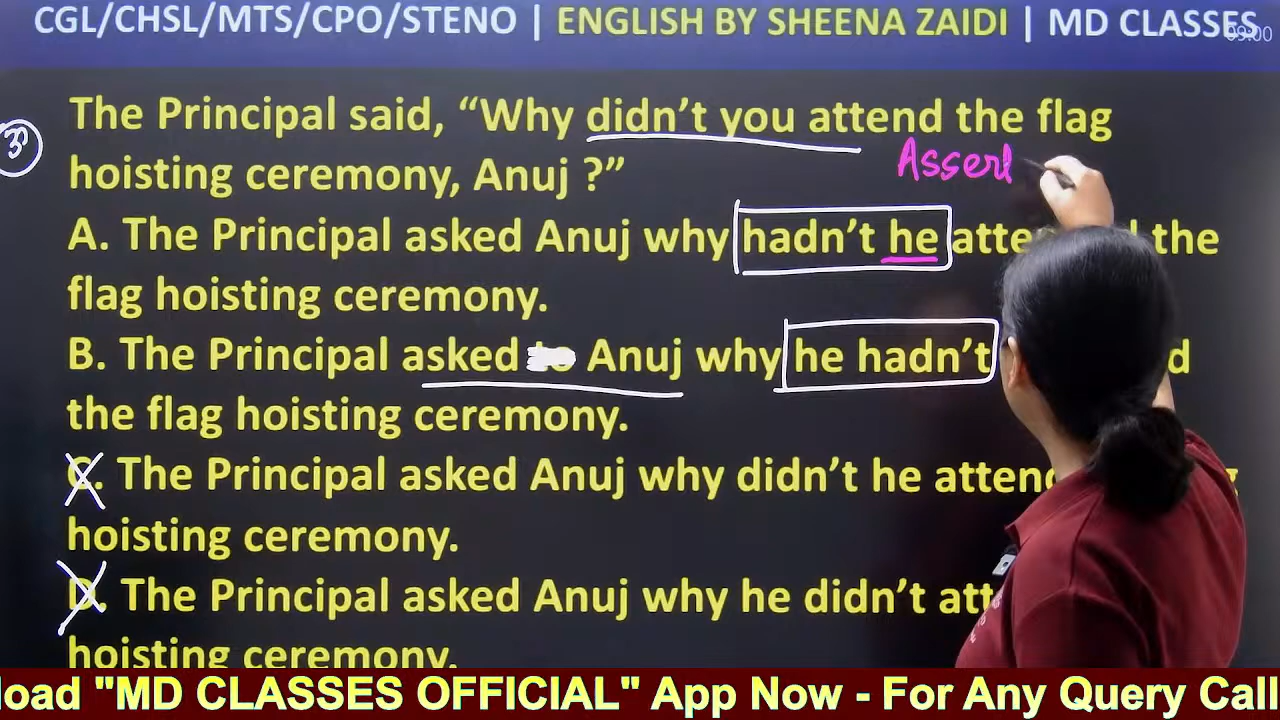 CGL/CHSL/MTS/CPO/STENO | ENGLISH BY SHEENA ZAIDI | MD CLASSES
09:00
3
The Principal said, “Why didn’t you attend the flag
hoisting ceremony, Anuj ?”
Assert
A. The Principal asked Anuj why hadn’t he the
flag hoisting ceremony.
B. The Principal asked Anuj why he hadn’t
the flag hoisting ceremony.
C. The Principal asked Anuj why didn’t he
hoisting ceremony.
D. The Principal asked Anuj why he didn’t
hoisting ceremony.
"MD CLASSES OFFICIAL" App Now - For Any Query Call